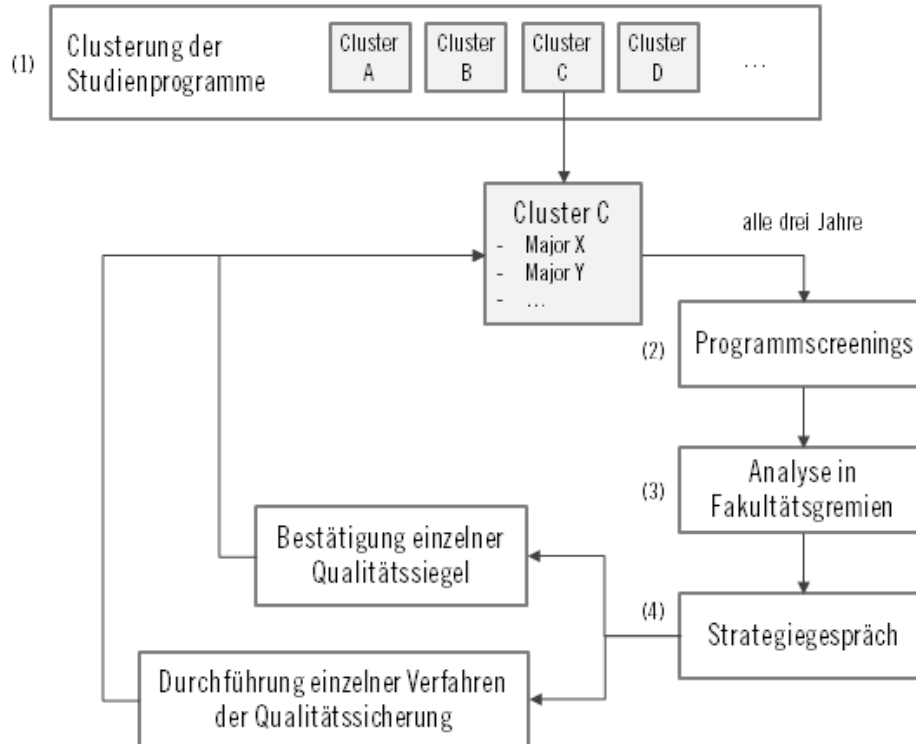 (1)
Clusterung der
Studienprogramme
Cluster
A
Cluster
B
Cluster
C
Cluster
D
...
Cluster C
- Major X
- Major Y
- ...
alle drei Jahre
(2)
Programmscreenings
(3)
Analyse in
Fakultätsgremien
(4)
Strategiegespräch
Bestätigung einzelner
Qualitätssiegel
Durchführung einzelner Verfahren
der Qualitätssicherung